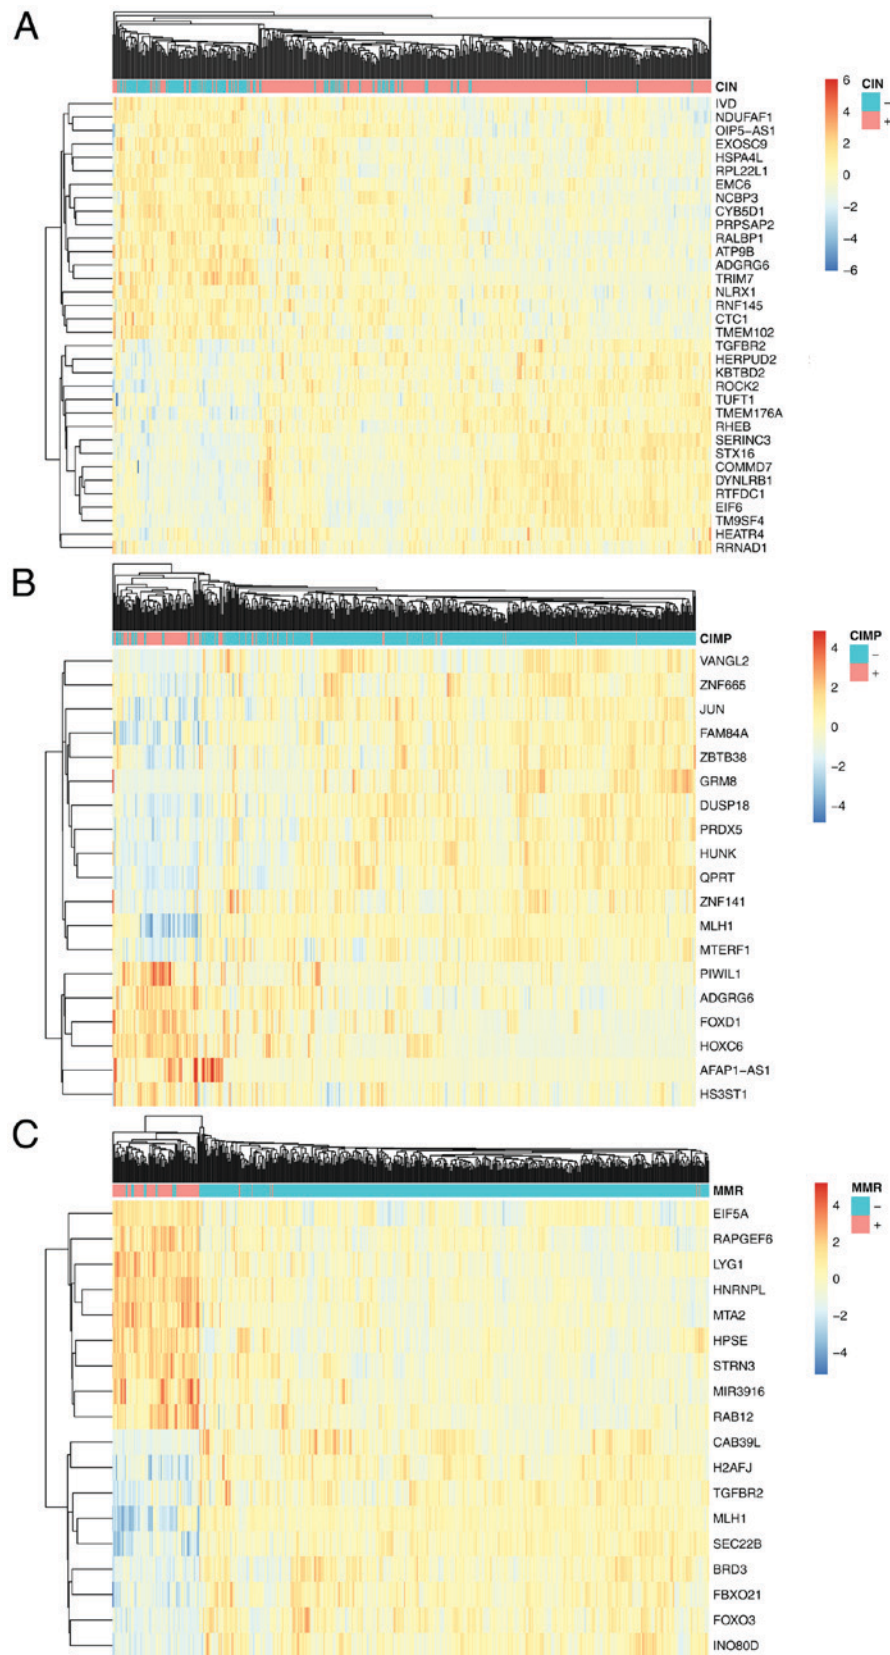 A
CIN
IVD
NDUFAF1
OIP5-AS1
EXOSC9
HSPA4L
RPL22L1
EMC6
NCBP3
CYB5D1
PRPSAP2
RALBP1
ATP9B
ADGRG6
TRIM7
NLRX1
RNF145
CTC1
TMEM102
TGFBR2
HERPUD2
KBTBD2
ROCK2
TUFT1
TMEM176A
RHEB
SERINC3
STX16
COMMD7
DYNLRB1
RTFDC1
EIF6
TM9SF4
HEATR4
RRNAD1
6
4
2
0
−2
−4
−6
CIN
−
+
B
CIMP
VANGL2
ZNF665
JUN
FAM84A
ZBTB38
GRM8
DUSP18
PRDX5
HUNK
QPRT
ZNF141
MLH1
MTERF1
PIWIL1
ADGRG6
FOXD1
HOXC6
AFAP1-AS1
HS3ST1
4
2
0
−2
−4
CIMP
−
+
C
MMR
EIF5A
RAPGEF6
LYG1
HNRNPL
MTA2
HPSE
STRN3
MIR3916
RAB12
CAB39L
H2AFJ
TGFBR2
MLH1
SEC22B
BRD3
FBXO21
FOXO3
INO80D
4
2
0
−2
−4
MMR
−
+